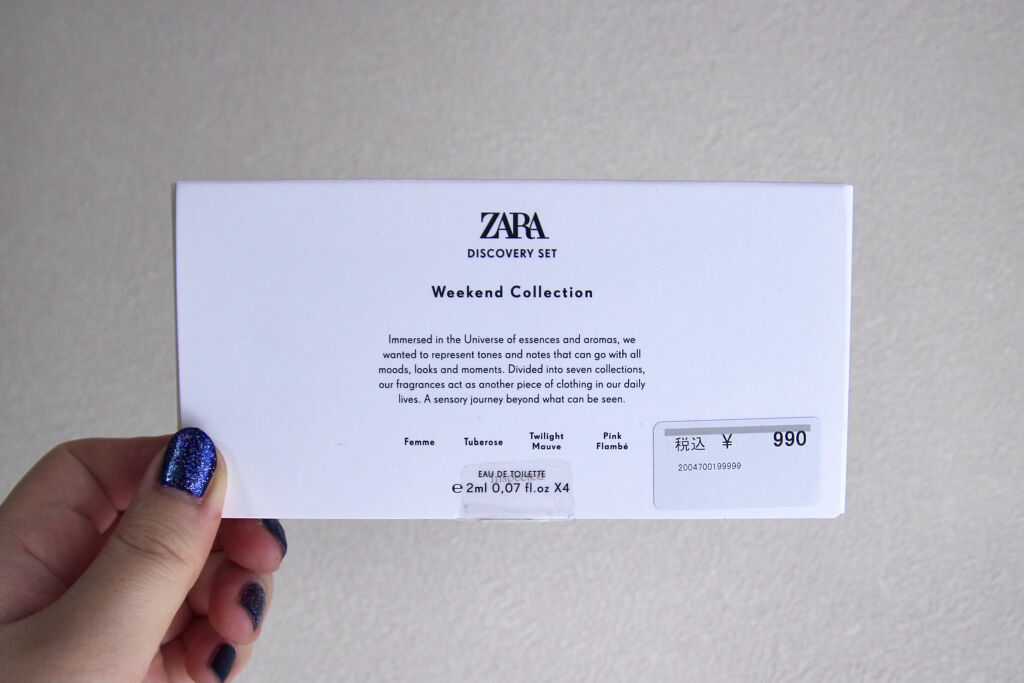 ZARA
DISCOVERY SET
Weekend Collection
Immersed in the Universe of essences and aromas, we
wanted to represent tones and notes that can go with all
moods, looks and moments. Divided into seven collections,
our fragrances act as another piece of clothing in our daily
lives. A sensory journey beyond what can be seen.
Femme
Tuberose
Twilight
Mauve
Pink
Flambé
EAU DE TOILETTE
Inspected
℮ 2ml 0,07 fl.oz X4
税込 ¥ 990
2004700199999